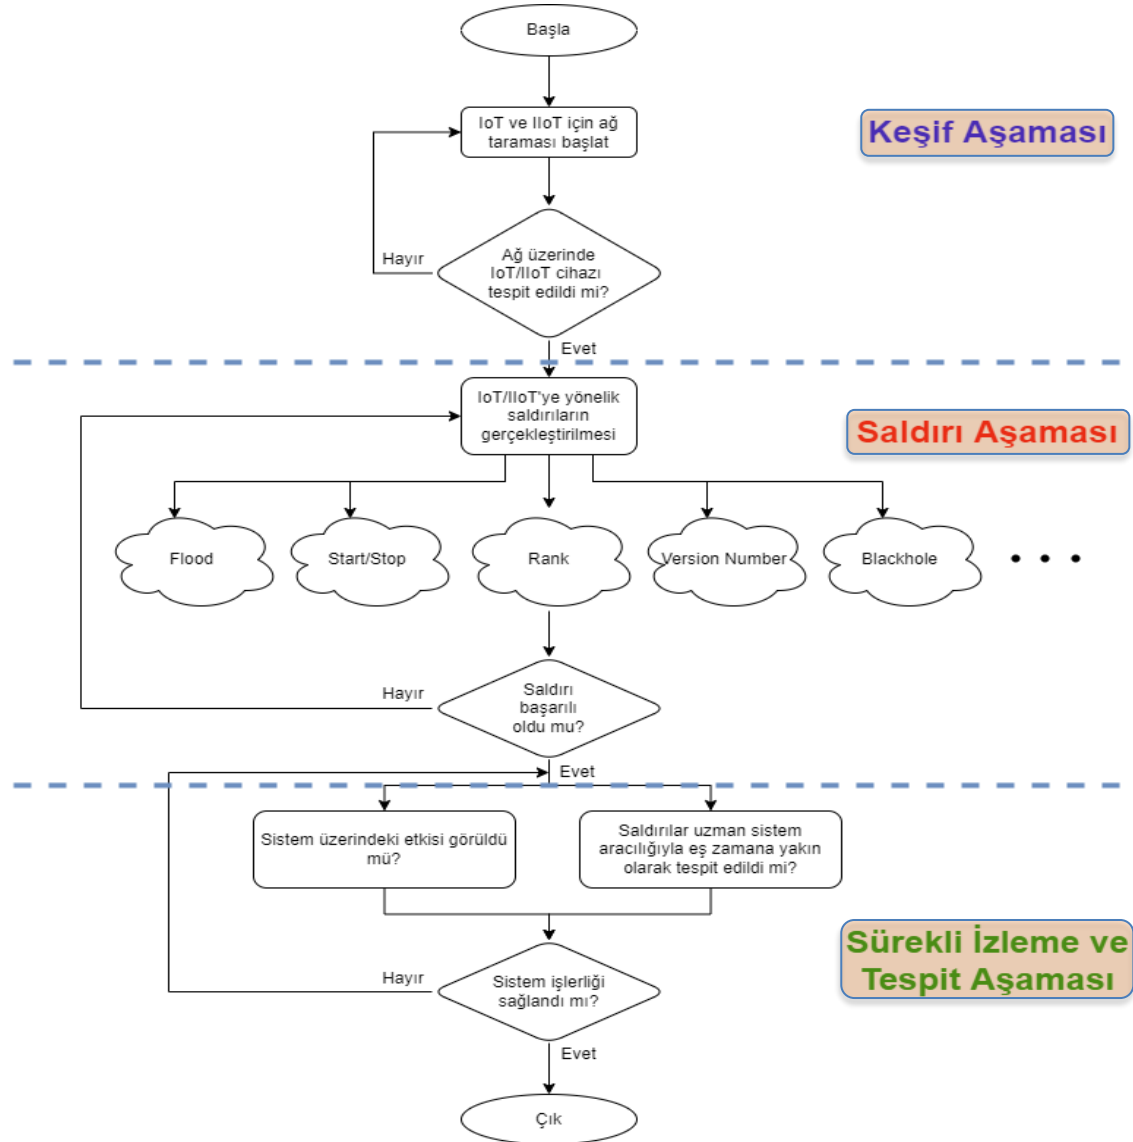 Başla
IoT ve IIoT için ağ
taraması başlat
Keşif Aşaması
Ağ üzerinde
IoT/IIoT cihazı
tespit edildi mi?
Hayır
Evet
IoT/IIoT'ye yönelik
saldırıların
gerçekleştirilmesi
Saldırı Aşaması
Flood
Start/Stop
Rank
Version Number
Blackhole
Saldırı
başarılı
oldu mu?
Hayır
Evet
Sistem üzerindeki etkisi görüldü
mü?
Saldırılar uzman sistem
aracılığıyla eş zamana yakın
olarak tespit edildi mi?
Sürekli İzleme ve
Tespit Aşaması
Hayır
Sistem işlerliği
sağlandı mı?
Evet
Çık